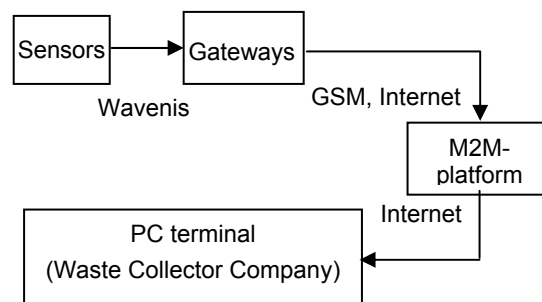 Sensors
Gateways
Wavenis
GSM, Internet
M2M-
platform
Internet
PC terminal
(Waste Collector Company)